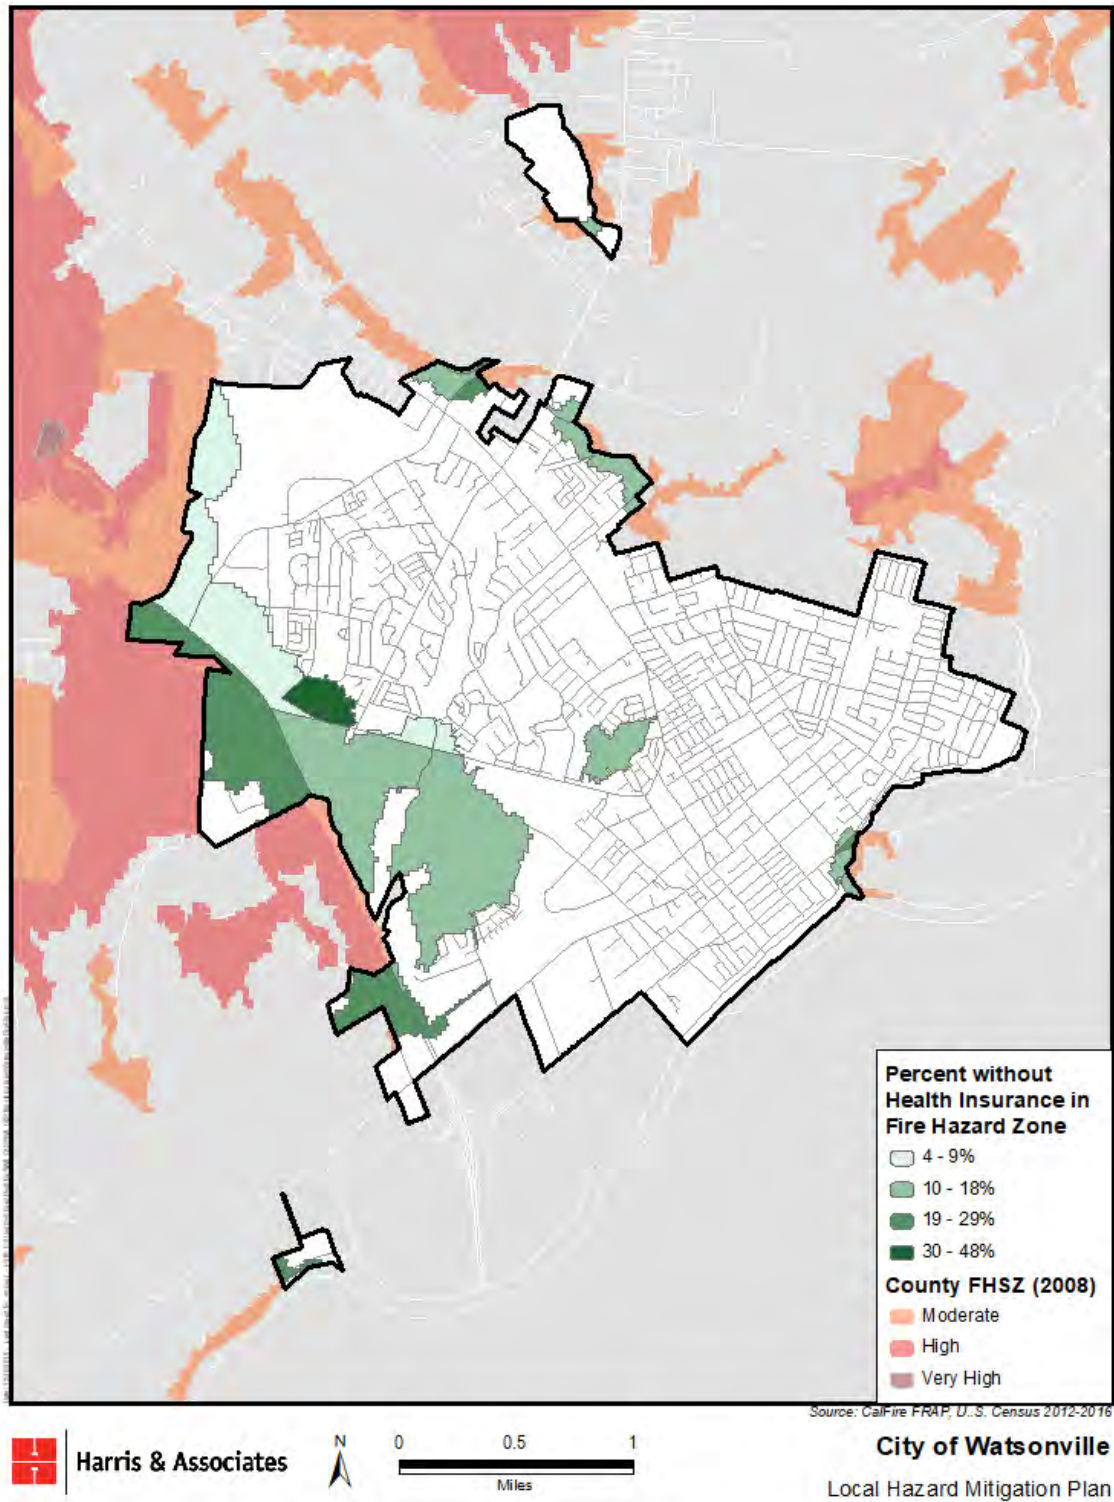 Percent without
Health Insurance in
Fire Hazard Zone
4 - 9%
10 - 18%
19 - 29%
30 - 48%
County FHSZ (2008)
Moderate
High
Very High
Source: CalFire FRAP, U..S. Census 2012-2016
Harris & Associates
N
0 0.5 1
Miles
City of Watsonville
Local Hazard Mitigation Plan